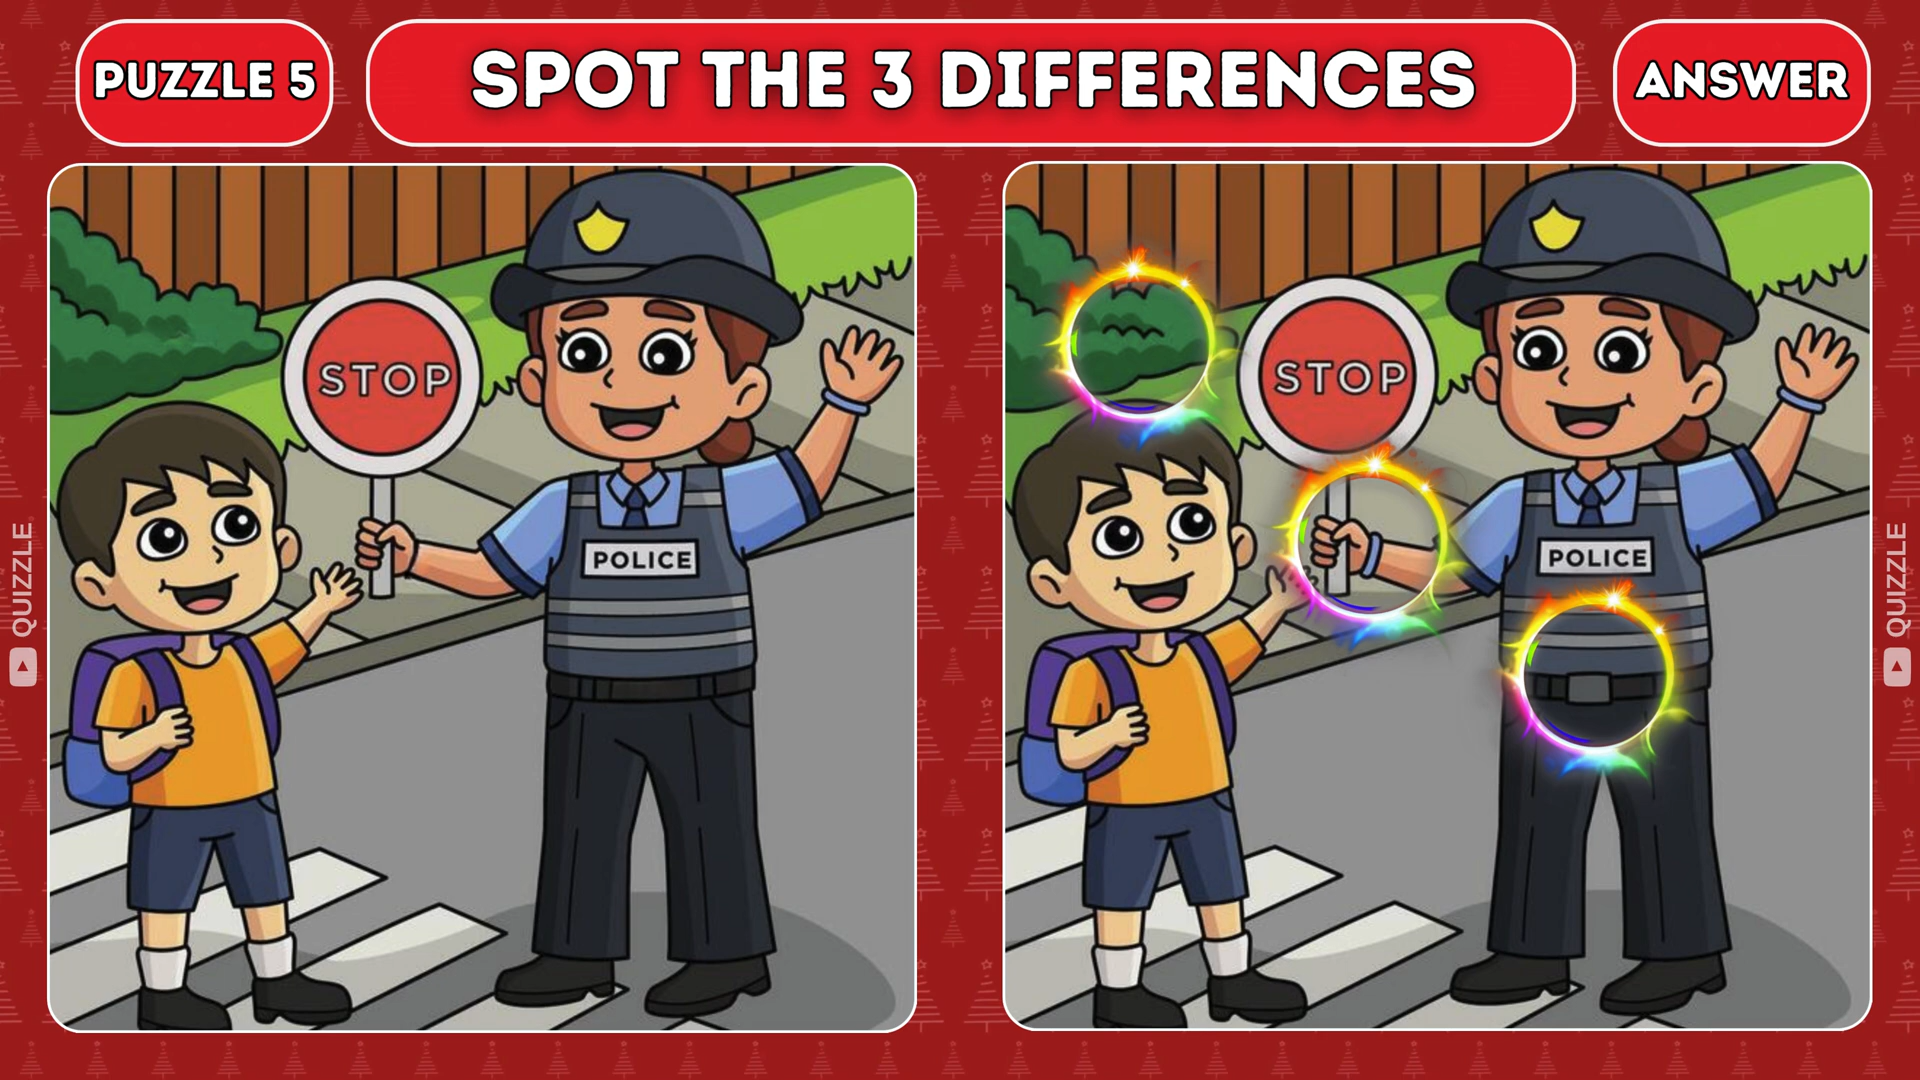 PUZZLE 5
SPOT THE 3 DIFFERENCES
ANSWER
STOP
POLICE
STOP
POLICE
QUIZZLE
QUIZZLE